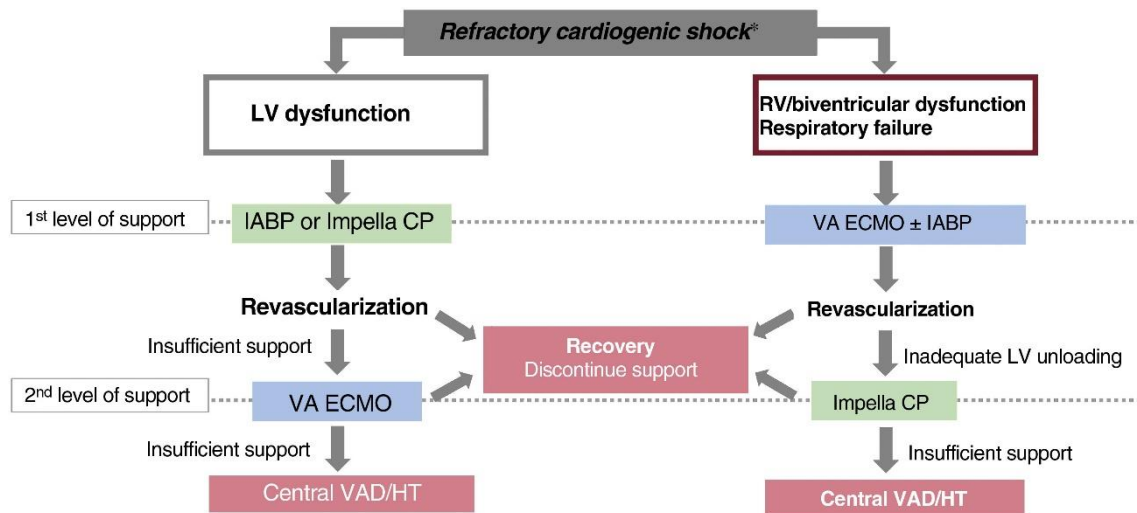 Refractory cardiogenic shock*
LV dysfunction
RV/biventricular dysfunction
Respiratory failure
1st level of support
IABP or Impella CP
VA ECMO ± IABP
Revascularization
Revascularization
Insufficient support
Recovery
Discontinue support
Inadequate LV unloading
2nd level of support
VA ECMO
Impella CP
Insufficient support
Insufficient support
Central VAD/HT
Central VAD/HT